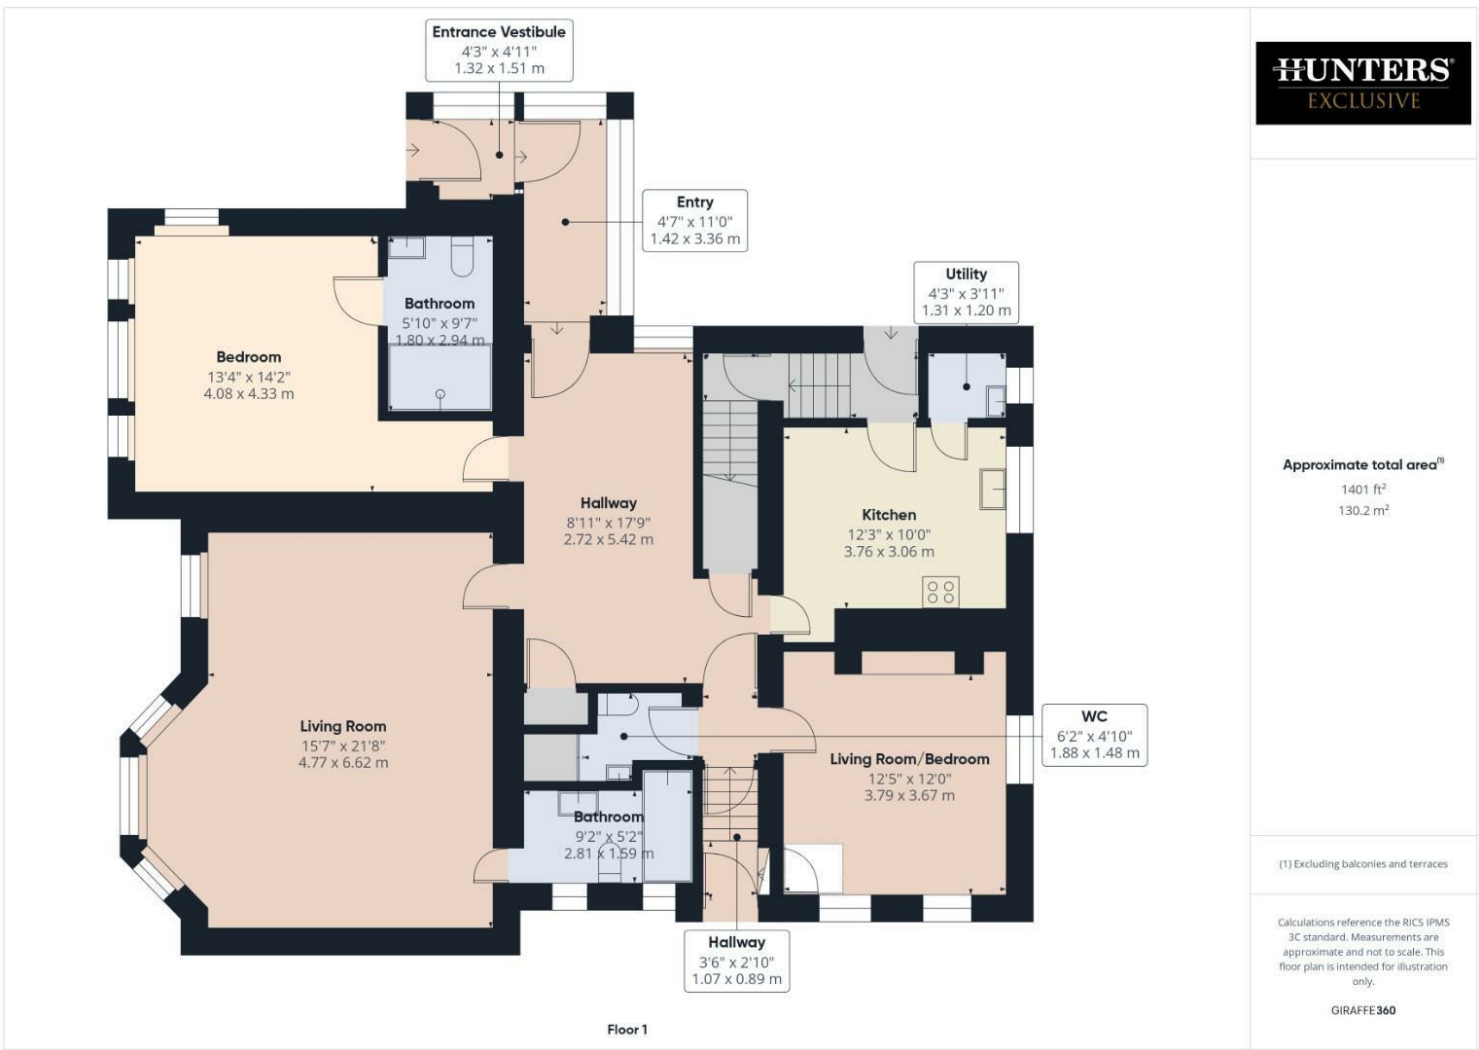 Entrance Vestibule
4'3" x 4'11"
1.32 x 1.51 m
HUNTERS®
EXCLUSIVE
Entry
4'7" x 11'0"
1.42 x 3.36 m
Utility
4'3" x 3'11"
1.31 x 1.20 m
Bathroom
5'10" x 9'7"
1.80 x 2.94 m
Bedroom
13'4" x 14'2"
4.08 x 4.33 m
Hallway
8'11" x 17'9"
2.72 x 5.42 m
Kitchen
12'3" x 10'0"
3.76 x 3.06 m
Approximate total area(1)
1401 ft²
130.2 m²
Living Room
15'7" x 21'8"
4.77 x 6.62 m
WC
6'2" x 4'10"
1.88 x 1.48 m
Living Room/Bedroom
12'5" x 12'0"
3.79 x 3.67 m
Bathroom
9'2" x 5'2"
2.81 x 1.59 m
Hallway
3'6" x 2'10"
1.07 x 0.89 m
Floor 1
(1) Excluding balconies and terraces
Calculations reference the RICS IPMS
3C standard. Measurements are
approximate and not to scale. This
floor plan is intended for illustration
only.
GIRAFFE360